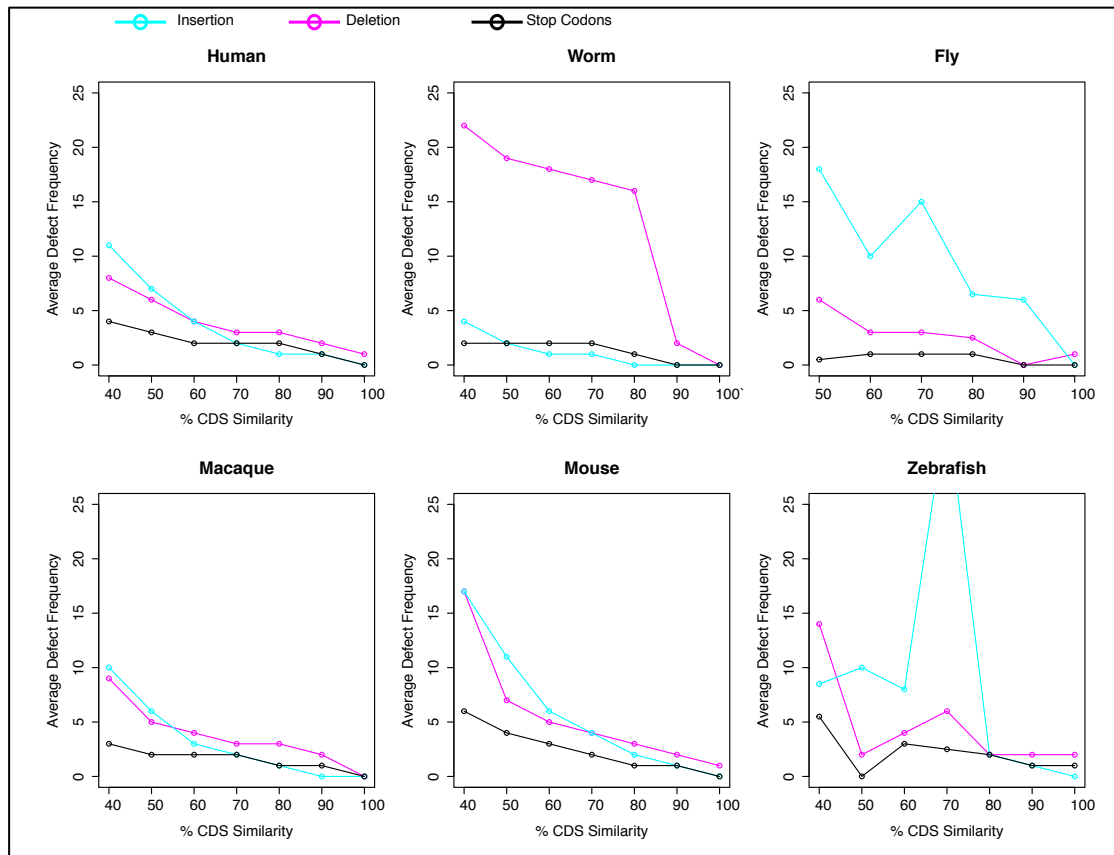 Insertion Deletion Stop Codons
Human
Average Defect Frequency
0 5 10 15 20 25
40 50 60 70 80 90 100
% CDS Similarity
Worm
Average Defect Frequency
0 5 10 15 20 25
40 50 60 70 80 90 100`
% CDS Similarity
Fly
Average Defect Frequency
0 5 10 15 20 25
50 60 70 80 90 100
% CDS Similarity
Macaque
Average Defect Frequency
0 5 10 15 20 25
40 50 60 70 80 90 100
% CDS Similarity
Mouse
Average Defect Frequency
0 5 10 15 20 25
40 50 60 70 80 90 100
% CDS Similarity
Zebrafish
Average Defect Frequency
0 5 10 15 20 25
40 50 60 70 80 90 100
% CDS Similarity